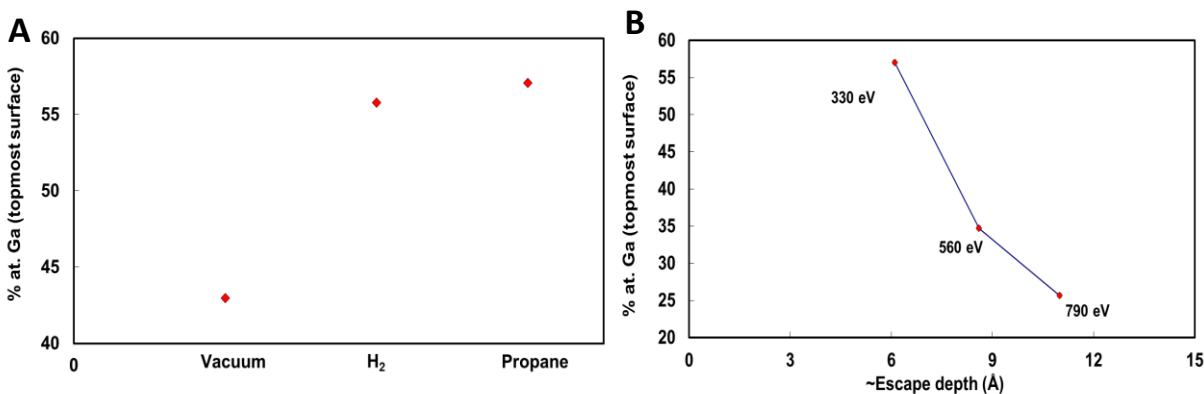 A
% at. Ga (topmost surface)
60
55
50
45
40
0
Vacuum
H₂
Propane
B
% at. Ga (topmost surface)
60
55
50
45
40
35
30
25
20
330 eV
560 eV
790 eV
0
3
6
9
12
15
~Escape depth (Å)